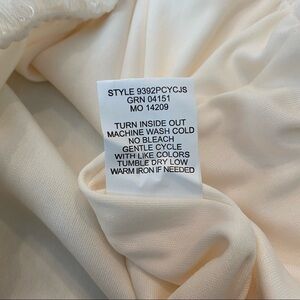 STYLE 9392PCYCJS
GRN 04151
MO 14209
TURN INSIDE OUT
MACHINE WASH COLD
NO BLEACH
GENTLE CYCLE
WITH LIKE COLORS
TUMBLE DRY LOW
WARM IRON IF NEEDED